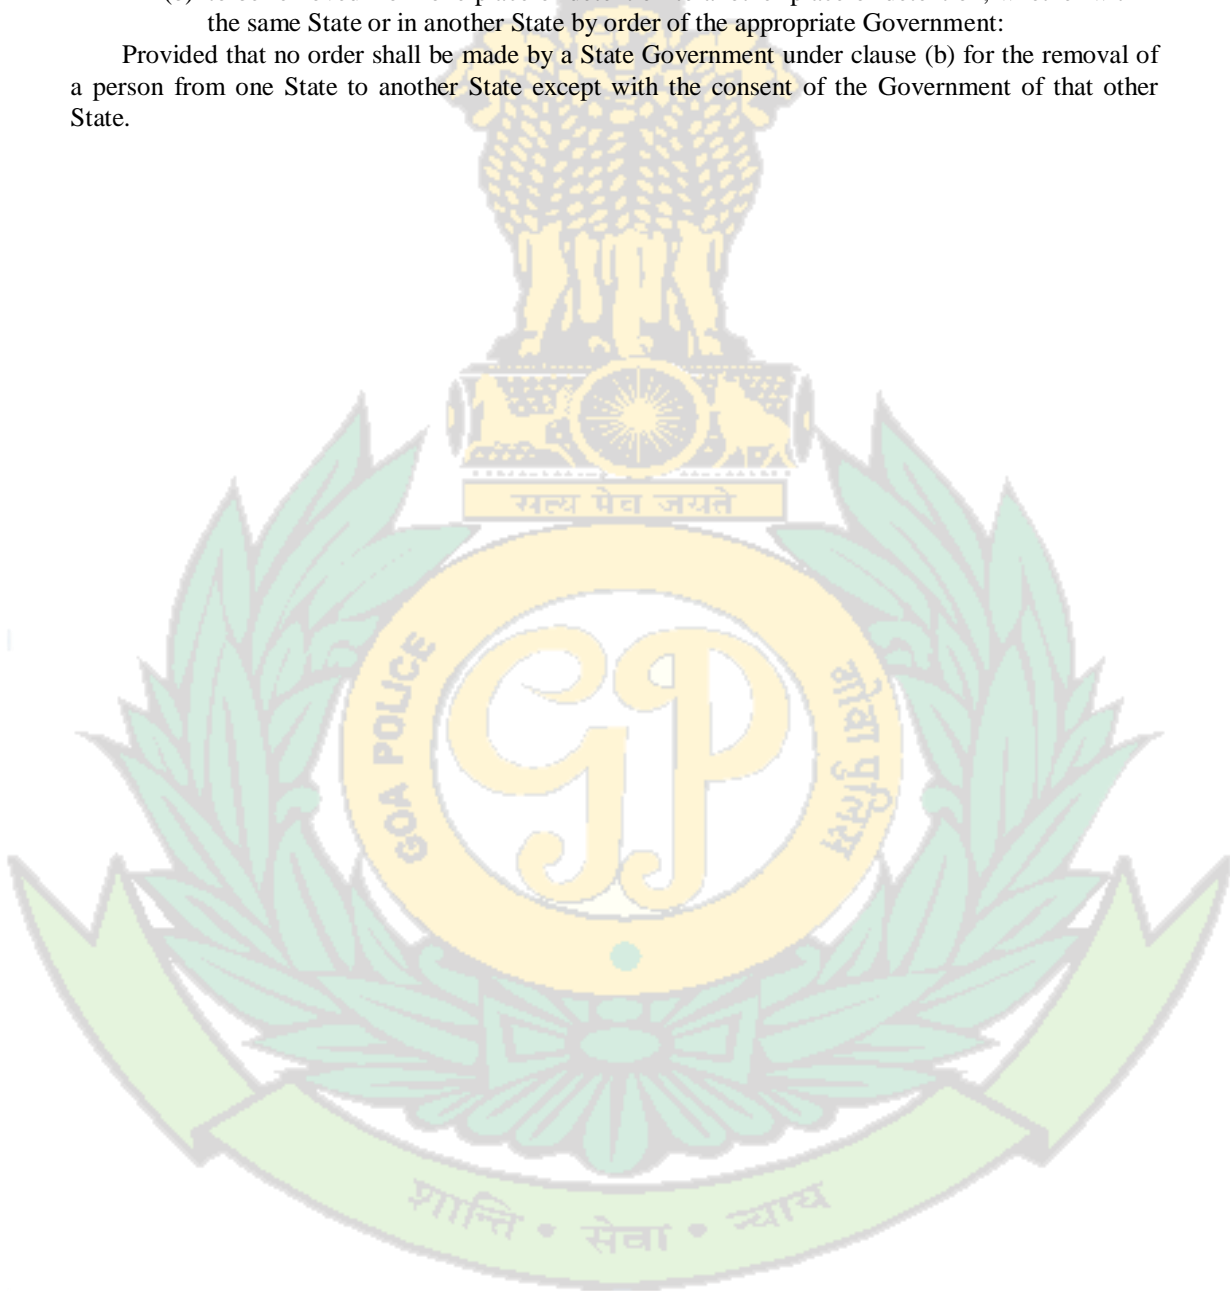 the same State or in another State by order of the appropriate Government:
Provided that no order shall be made by a State Government under clause (b) for the removal of
a person from one State to another State except with the consent of the Government of that other
State.
सत्य मेव जयते
GOA POLICE
गोंवा पुलिस
शान्ति • सेवा • न्याय